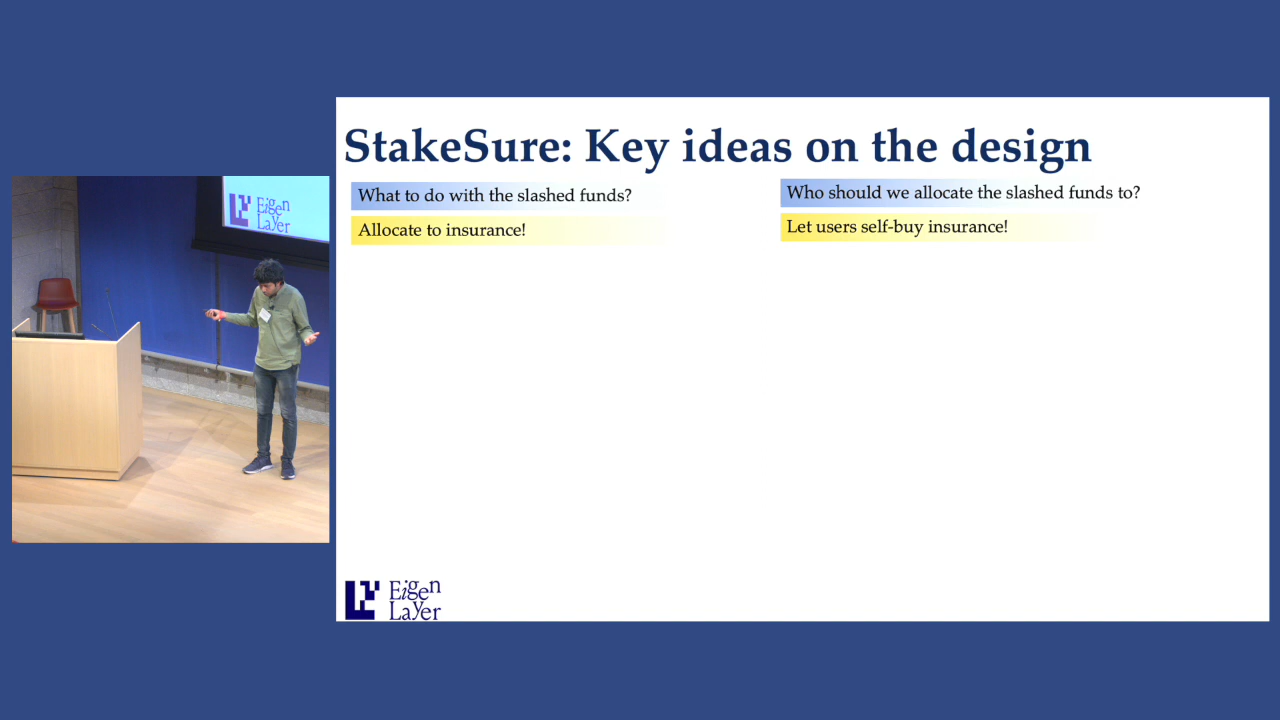 Eigen
Layer
StakeSure: Key ideas on the design
What to do with the slashed funds?
Allocate to insurance!
Who should we allocate the slashed funds to?
Let users self-buy insurance!
Eigen
Layer